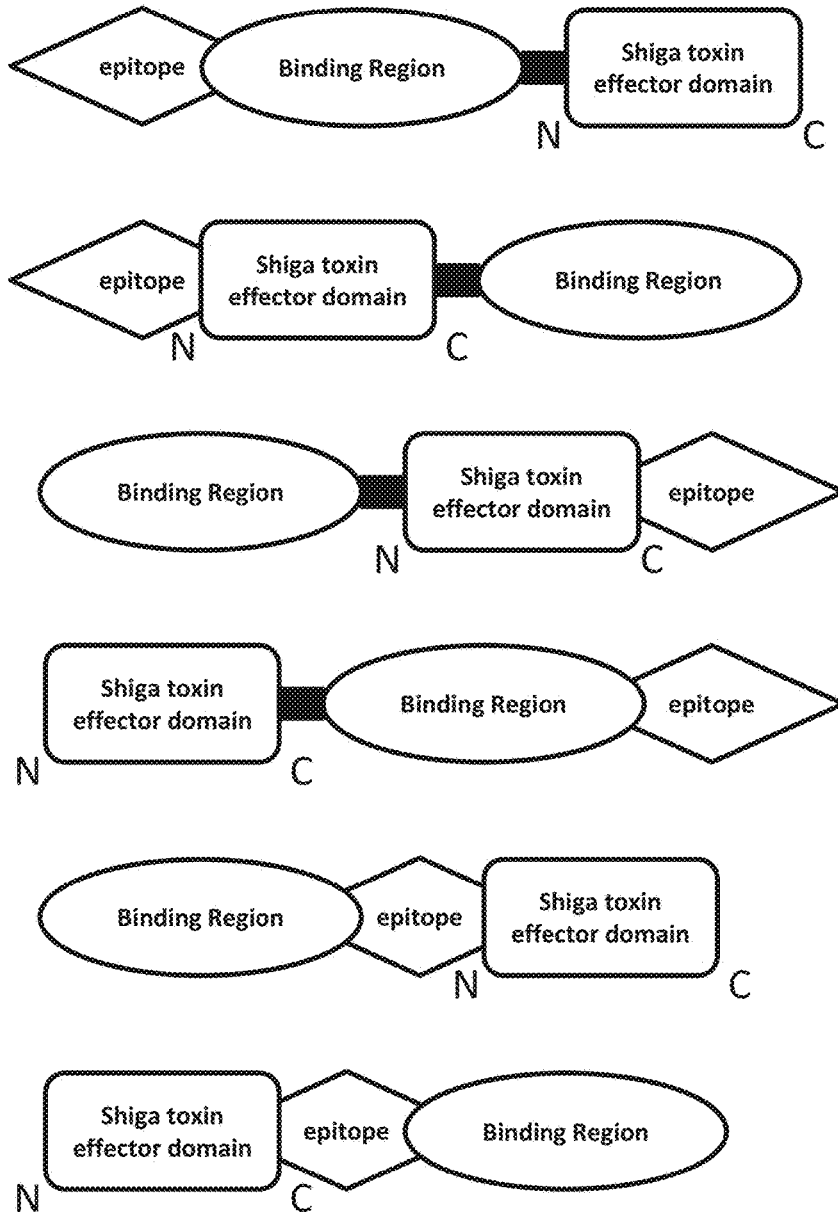 epitope Binding Region Shiga toxin
effector domain
N C
epitope Shiga toxin
effector domain Binding Region
N C
Binding Region Shiga toxin
effector domain epitope
N C
Shiga toxin
effector domain Binding Region epitope
N C
Binding Region epitope Shiga toxin
effector domain
N C
Shiga toxin
effector domain epitope Binding Region
N C